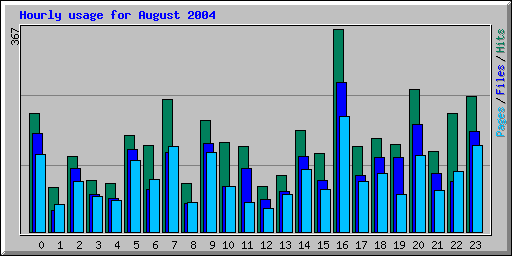 Hourly usage for August 2004
367
Pages / Files / Hits
0 1 2 3 4 5 6 7 8 9 10 11 12 13 14 15 16 17 18 19 20 21 22 23